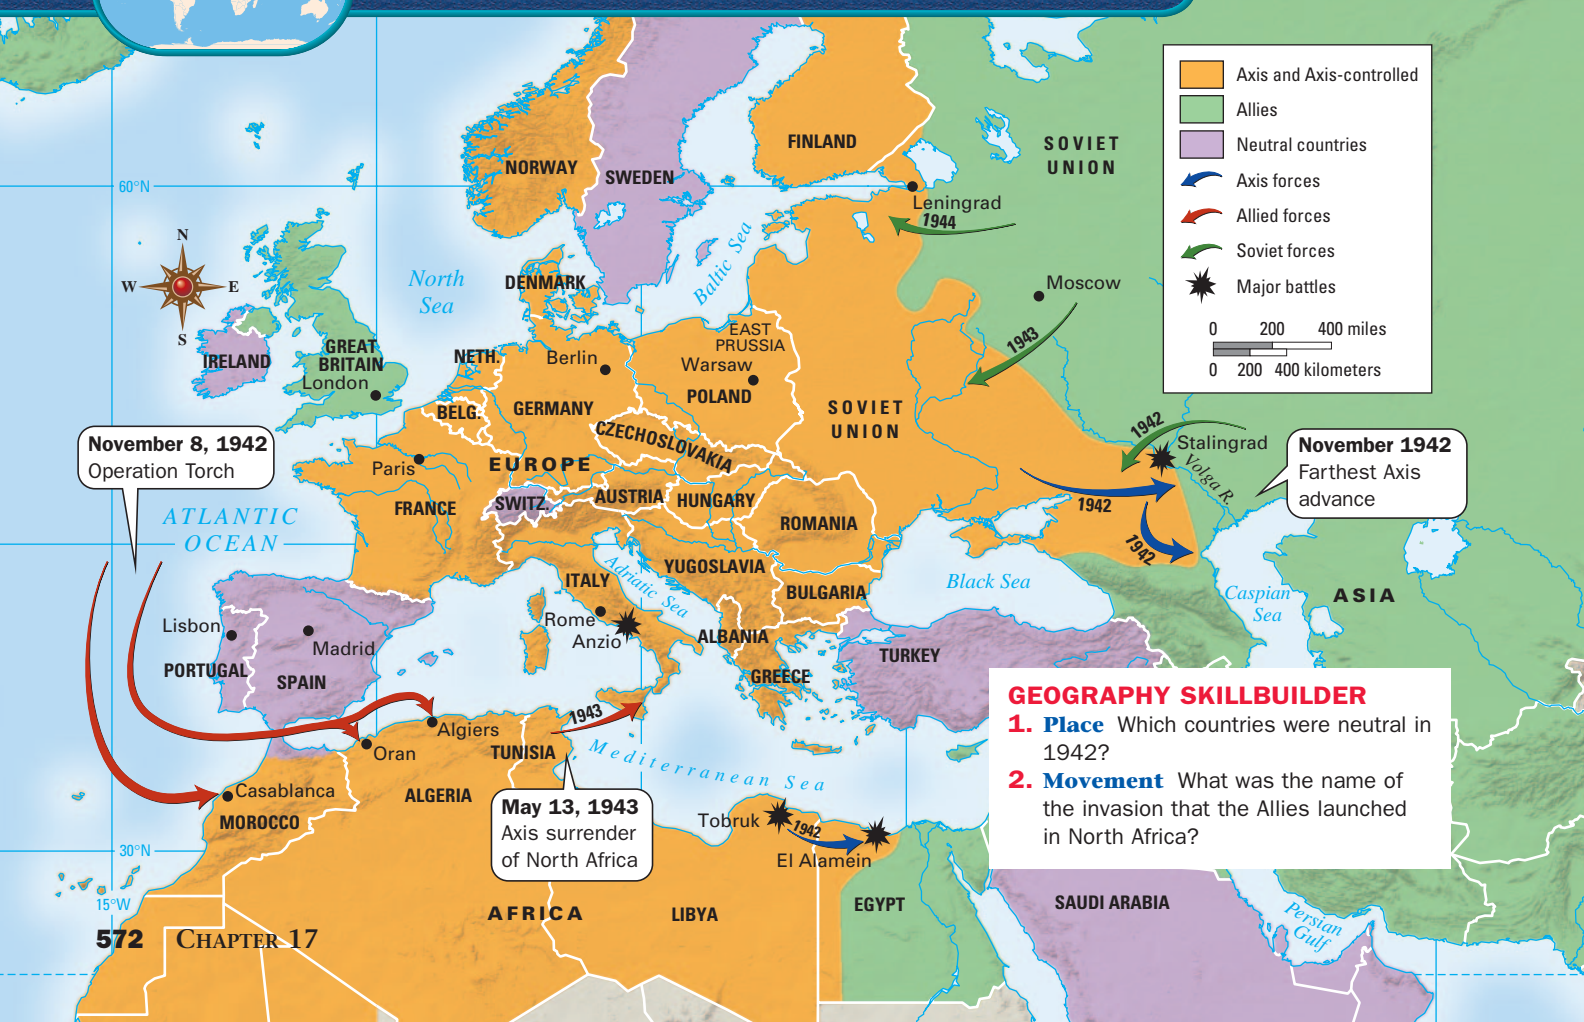 Axis and Axis-controlled
Allies
Neutral countries
Axis forces
Allied forces
Soviet forces
Major battles
0 200 400 miles
0 200 400 kilometers
60°N
N
W E
S
NORWAY
SWEDEN
FINLAND
SOVIET
UNION
Leningrad
1944
North
Sea
Baltic Sea
DENMARK
Moscow
1943
IRELAND
GREAT
BRITAIN
London
NETH.
Berlin
EAST
PRUSSIA
Warsaw
POLAND
BELG.
GERMANY
SOVIET
UNION
CZECHOSLOVAKIA
1942
Stalingrad
Volga R.
November 1942
Farthest Axis
advance
November 8, 1942
Operation Torch
Paris
EUROPE
FRANCE
SWITZ.
AUSTRIA
HUNGARY
ROMANIA
1942
1942
ATLANTIC
OCEAN
ITALY
Adriatic Sea
YUGOSLAVIA
BULGARIA
Black Sea
Caspian
Sea
ASIA
Lisbon
Madrid
PORTUGAL
SPAIN
Rome
Anzio
ALBANIA
GREECE
TURKEY
Algiers
Oran
1943
TUNISIA
Mediterranean Sea
Casablanca
MOROCCO
ALGERIA
May 13, 1943
Axis surrender
of North Africa
Tobruk
1942
El Alamein
30°N
15°W
AFRICA
LIBYA
EGYPT
SAUDI ARABIA
Persian
Gulf
GEOGRAPHY SKILLBUILDER
1. Place Which countries were neutral in
1942?
2. Movement What was the name of
the invasion that the Allies launched
in North Africa?
572 CHAPTER 17